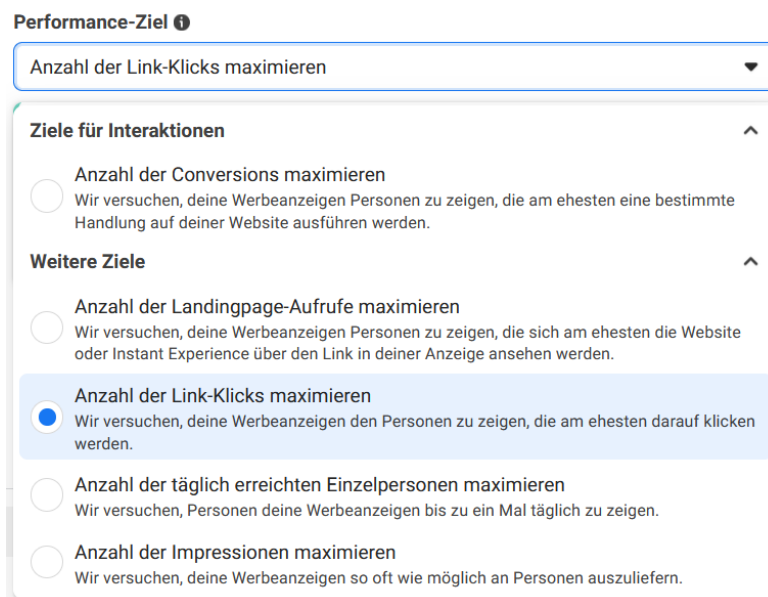 Performance-Ziel
Anzahl der Link-Klicks maximieren
Ziele für Interaktionen
Anzahl der Conversions maximieren
Wir versuchen, deine Werbeanzeigen Personen zu zeigen, die am ehesten eine bestimmte
Handlung auf deiner Website ausführen werden.
Weitere Ziele
Anzahl der Landingpage-Aufrufe maximieren
Wir versuchen, deine Werbeanzeigen Personen zu zeigen, die sich am ehesten die Website
oder Instant Experience über den Link in deiner Anzeige ansehen werden.
Anzahl der Link-Klicks maximieren
Wir versuchen, deine Werbeanzeigen den Personen zu zeigen, die am ehesten darauf klicken
werden.
Anzahl der täglich erreichten Einzelpersonen maximieren
Wir versuchen, Personen deine Werbeanzeigen bis zu ein Mal täglich zu zeigen.
Anzahl der Impressionen maximieren
Wir versuchen, deine Werbeanzeigen so oft wie möglich an Personen auszuliefern.